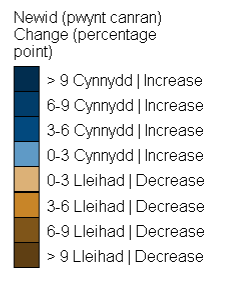 Newid (pwynt canran)
Change (percentage
point)
> 9 Cynnydd | Increase
6-9 Cynnydd | Increase
3-6 Cynnydd | Increase
0-3 Cynnydd | Increase
0-3 Lleihad | Decrease
3-6 Lleihad | Decrease
6-9 Lleihad | Decrease
> 9 Lleihad | Decrease